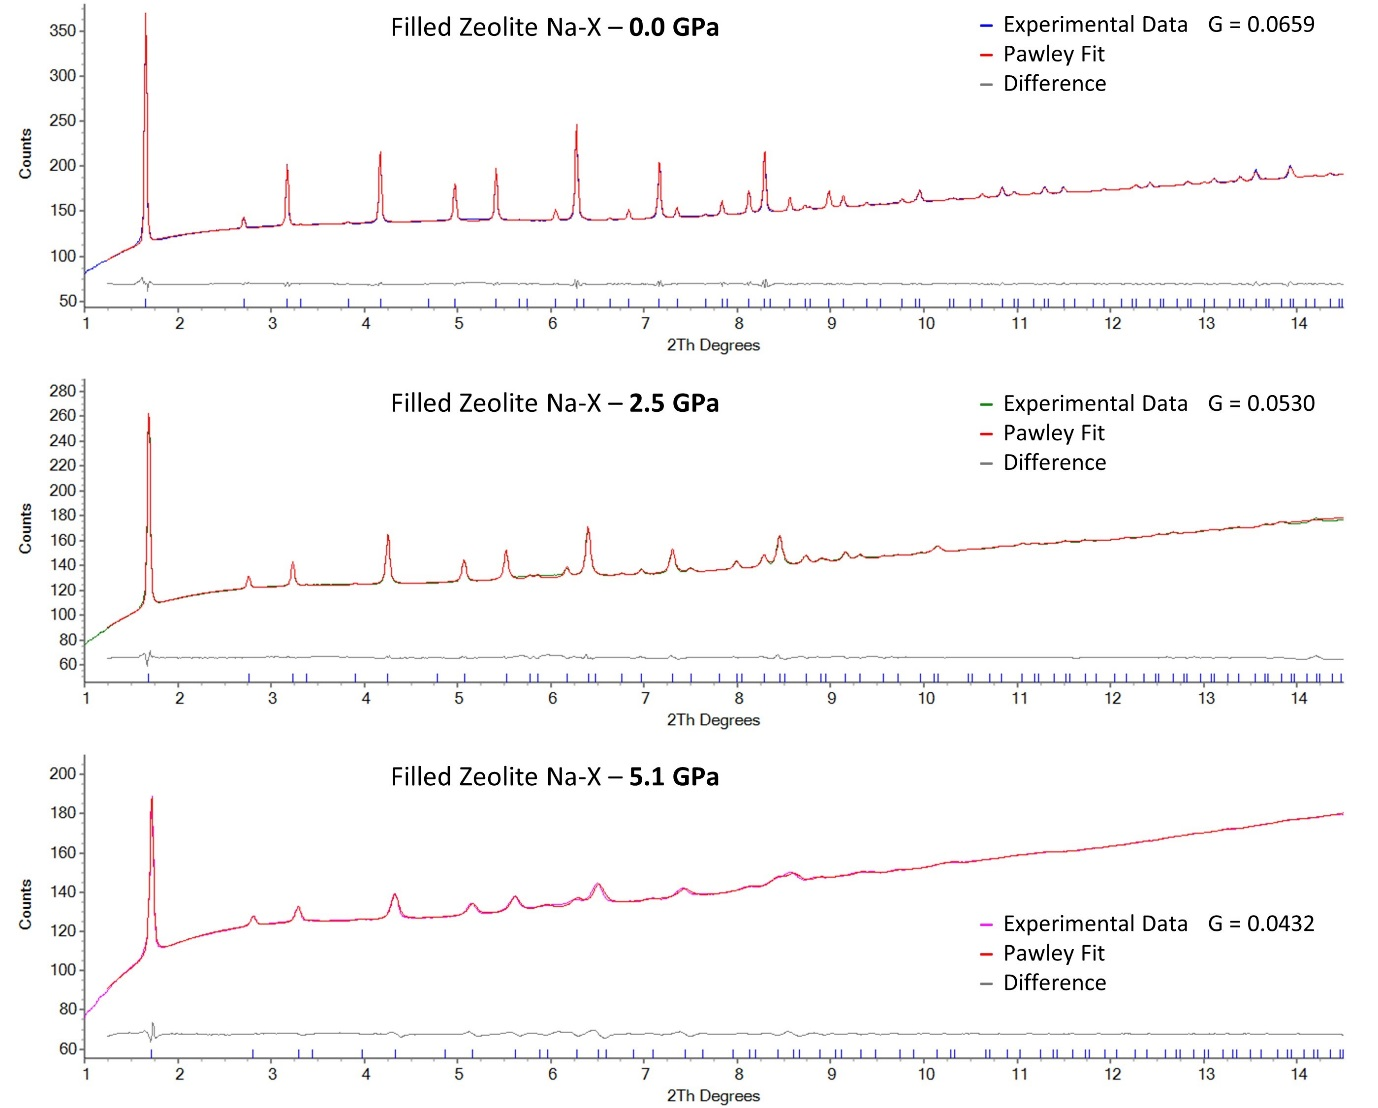 Filled Zeolite Na-X – 0.0 GPa
Experimental Data G = 0.0659
Pawley Fit
Difference
Counts
350
300
250
200
150
100
50
1 2 3 4 5 6 7 8 9 10 11 12 13 14
2Th Degrees
Filled Zeolite Na-X – 2.5 GPa
Experimental Data G = 0.0530
Pawley Fit
Difference
Counts
280
260
240
220
200
180
160
140
120
100
80
60
1 2 3 4 5 6 7 8 9 10 11 12 13 14
2Th Degrees
Filled Zeolite Na-X – 5.1 GPa
Counts
200
180
160
140
120
100
80
60
Experimental Data G = 0.0432
Pawley Fit
Difference
1 2 3 4 5 6 7 8 9 10 11 12 13 14
2Th Degrees